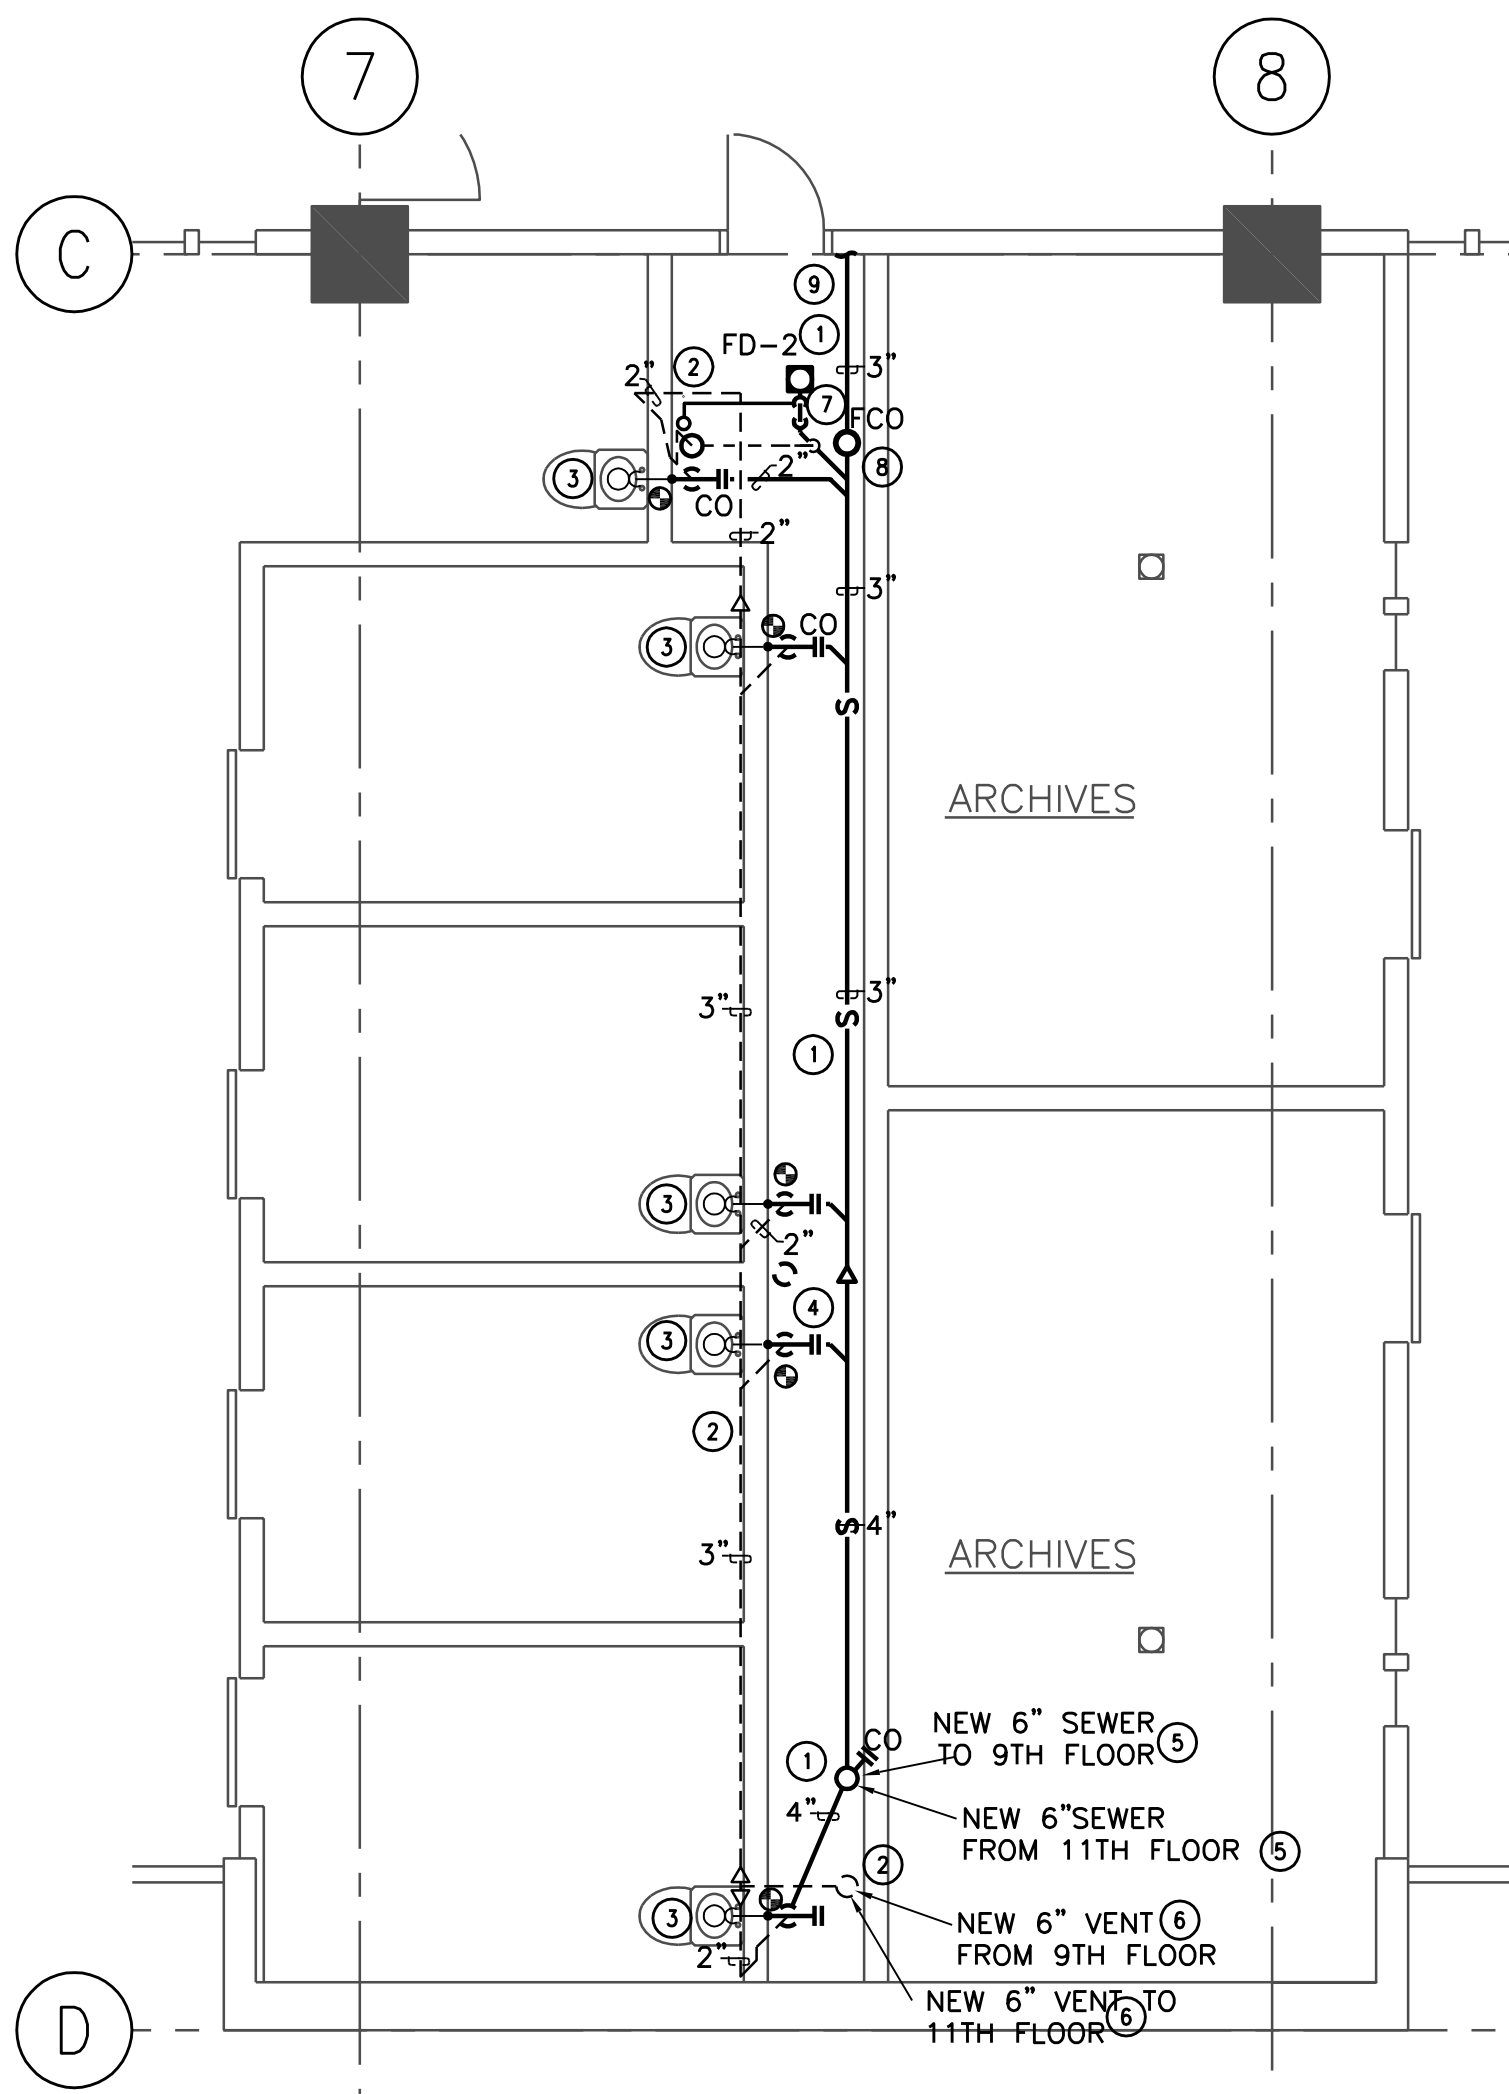 7
8
C
9
1
FD-2
2
2"
3"
7
FCO
3
2"
8
CO
2"
3"
3
CO
S
ARCHIVES
3"
3"
S
1
3
2"
4
3
2
S
4"
3"
ARCHIVES
NEW 6" SEWER
TO 9TH FLOOR
5
CO
1
4"
NEW 6"SEWER
FROM 11TH FLOOR
5
2
3
NEW 6" VENT
6
FROM 9TH FLOOR
2"
NEW 6" VENT TO
11TH FLOOR
6
D